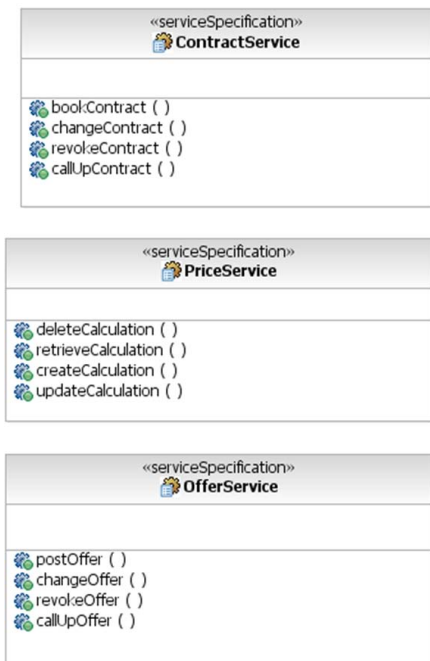 «serviceSpecification»
ContractService
bookContract ( )
changeContract ( )
revokeContract ( )
callUpContract ( )
«serviceSpecification»
PriceService
deleteCalculation ( )
retrieveCalculation ( )
createCalculation ( )
updateCalculation ( )
«serviceSpecification»
OfferService
postOffer ( )
changeOffer ( )
revokeOffer ( )
callUpOffer ( )